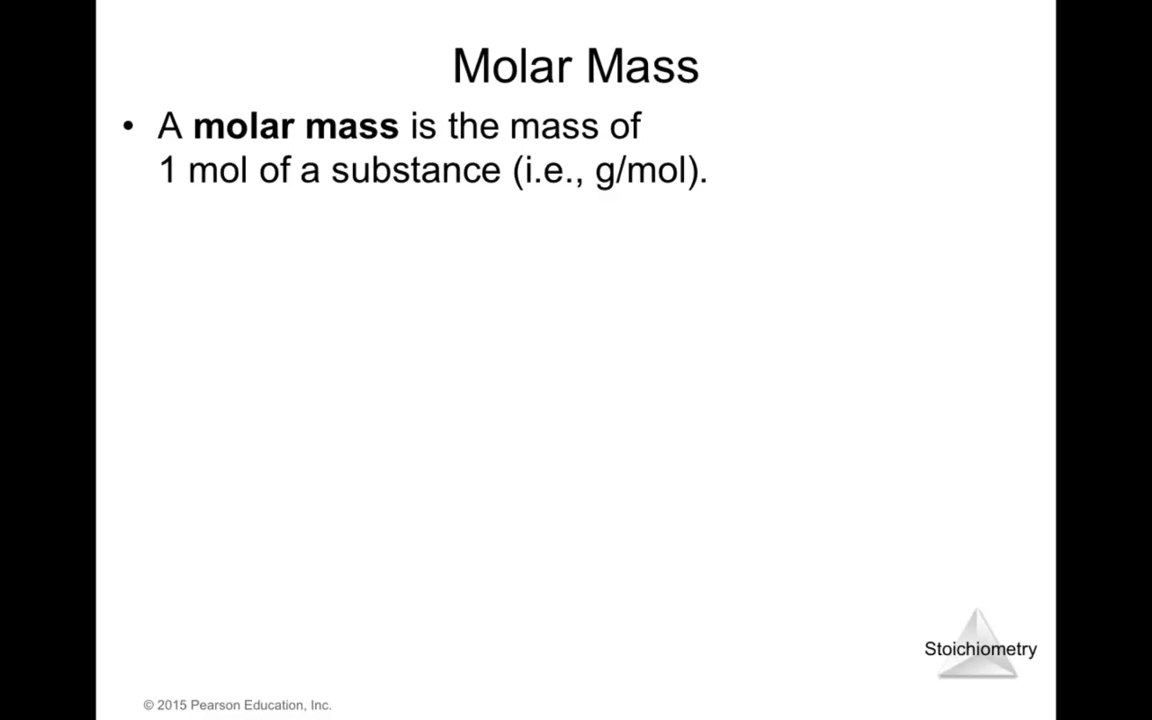 Molar Mass
• A molar mass is the mass of
1 mol of a substance (i.e., g/mol).
Stoichiometry
© 2015 Pearson Education, Inc.